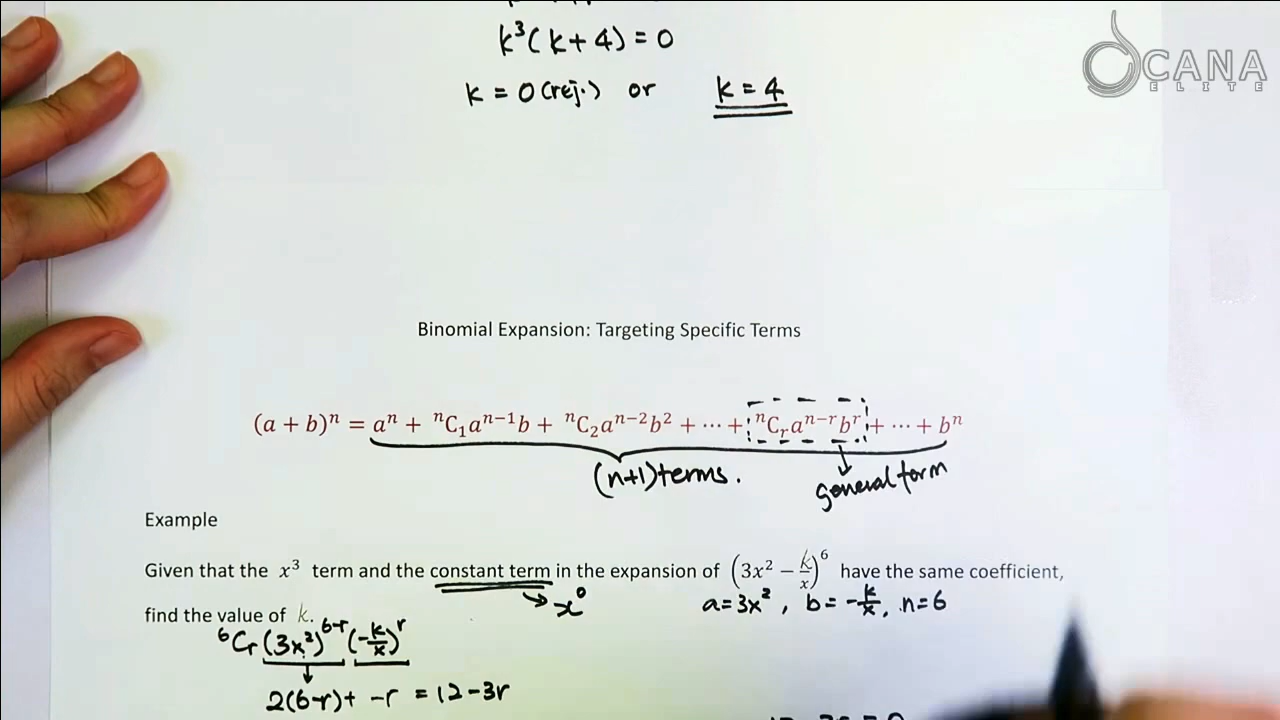 k³(k+4) = 0
k = 0 (rej.) or k = 4
OCANA
ELITE
Binomial Expansion: Targeting Specific Terms
(a + b)ⁿ = aⁿ + ⁿC₁aⁿ⁻¹b + ⁿC₂aⁿ⁻²b² + ⋯ + ⁿCᵣaⁿ⁻ʳbʳ + ⋯ + bⁿ
(n+1) terms.
general form
Example
Given that the x³ term and the constant term in the expansion of (3x² − k/x)⁶ have the same coefficient,
→ x⁰
a = 3x², b = -k/x, n = 6
find the value of k.
⁶Cᵣ(3x²)⁶⁻ʳ(-k/x)ʳ
2(6-r) + -r = 12 - 3r